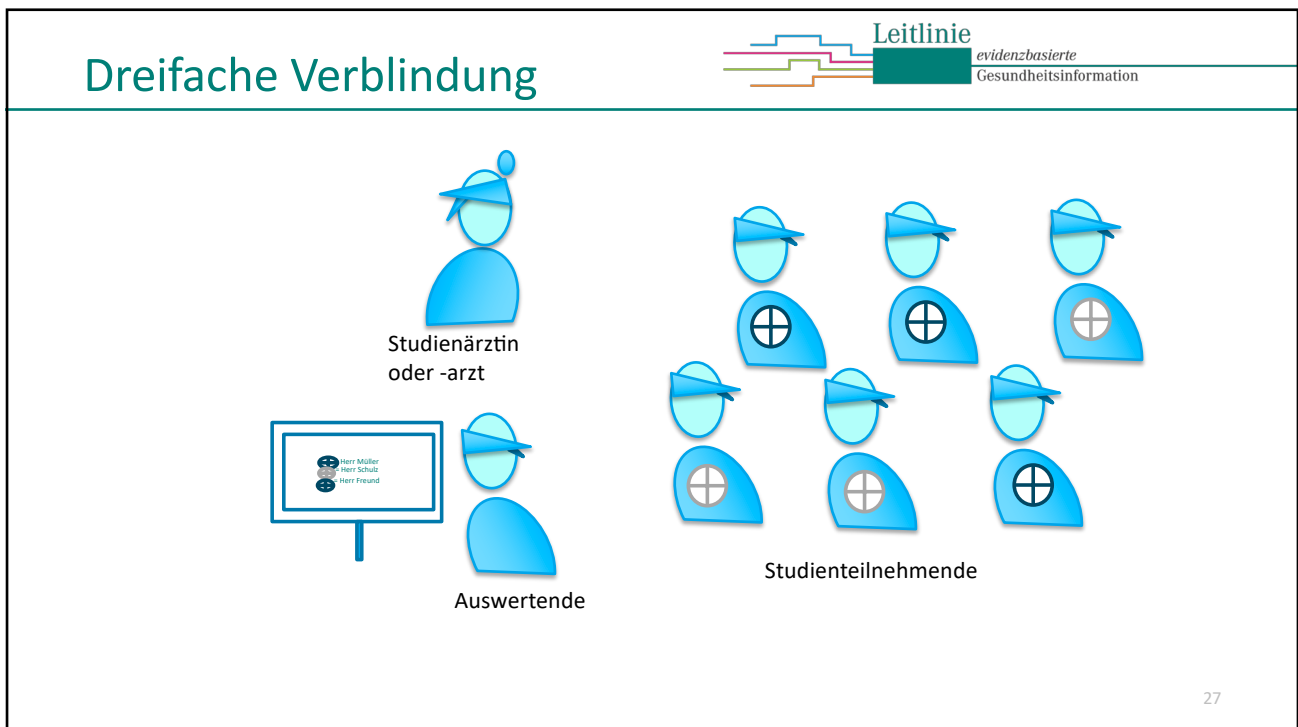 Dreifache Verblindung
Leitlinie
evidenzbasierte
Gesundheitsinformation
Studienärztin
oder -arzt
Herr Müller
= Herr Schulz
= Herr Freund
Auswertende
Studienteilnehmende
27